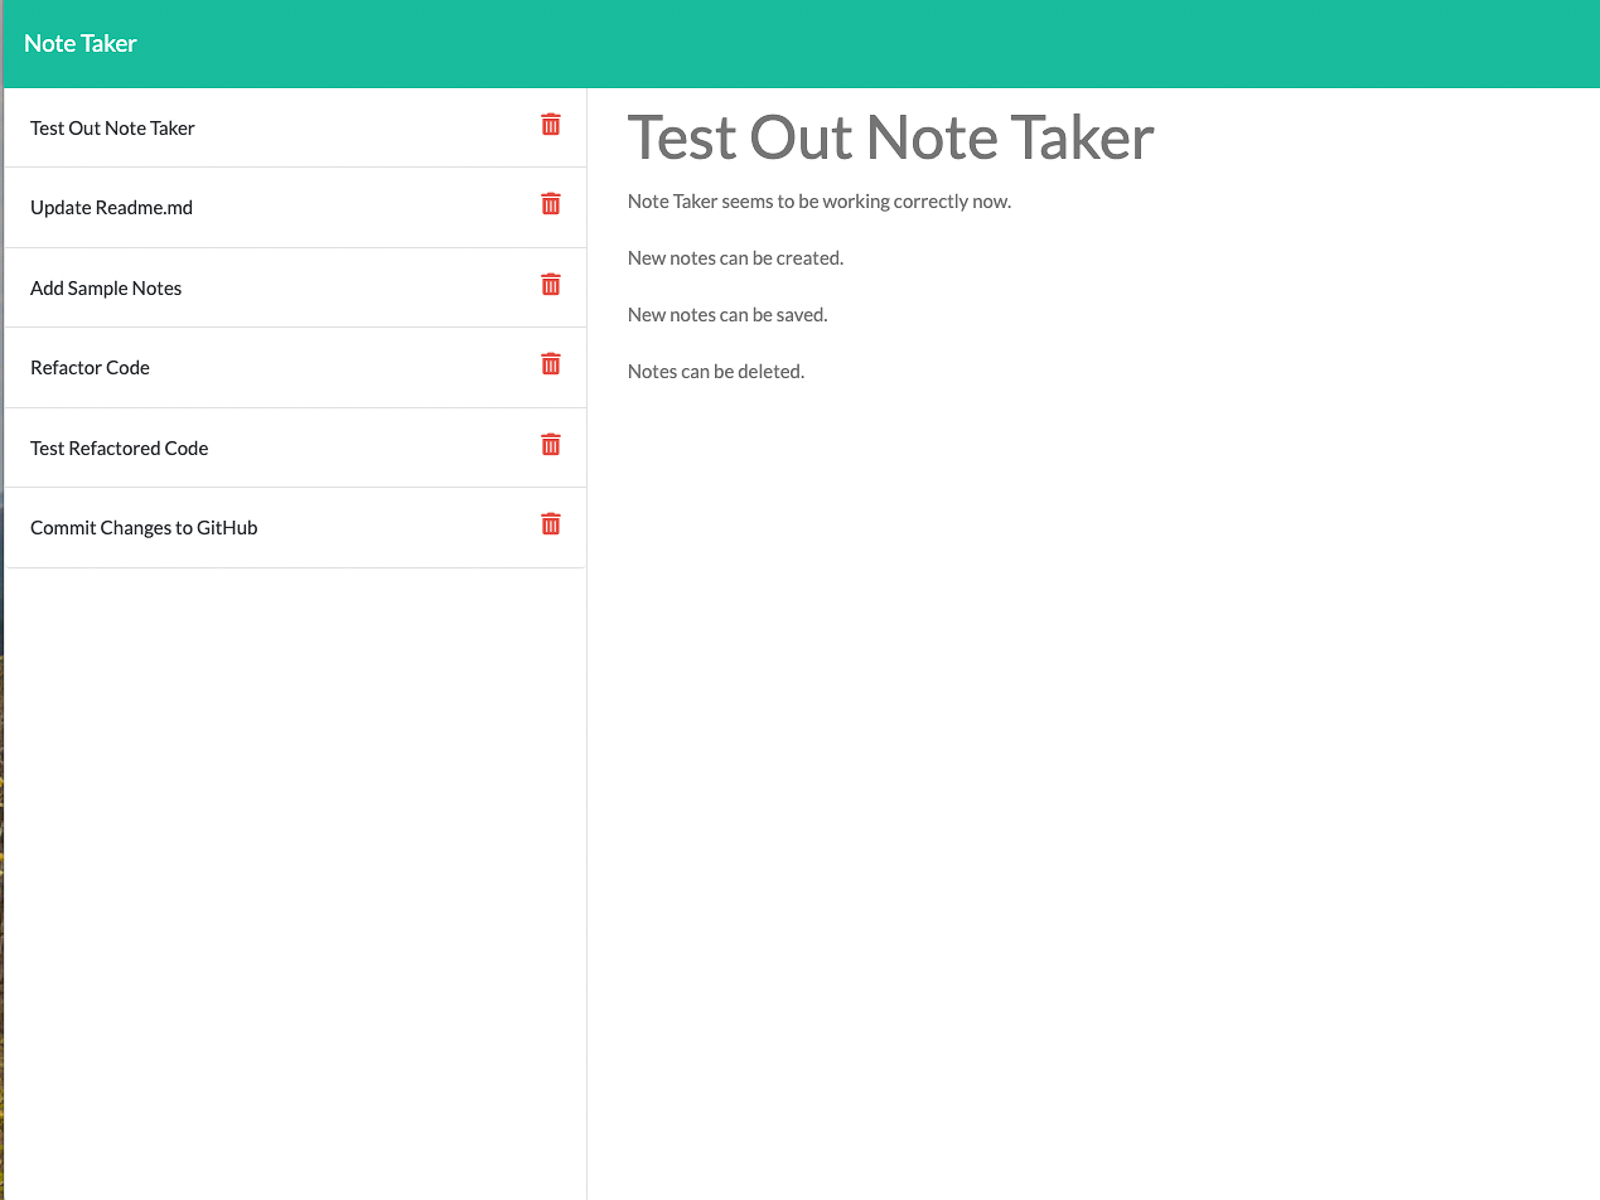 Note Taker
Test Out Note Taker
Update Readme.md
Add Sample Notes
Refactor Code
Test Refactored Code
Commit Changes to GitHub
Test Out Note Taker
Note Taker seems to be working correctly now.
New notes can be created.
New notes can be saved.
Notes can be deleted.